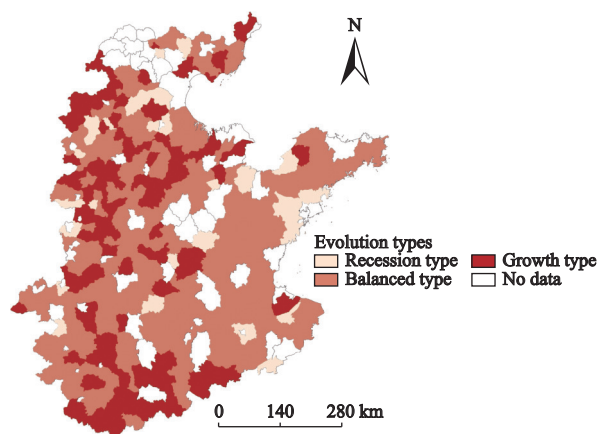 N
Evolution types
Recession type Growth type
Balanced type No data
0 140 280 km